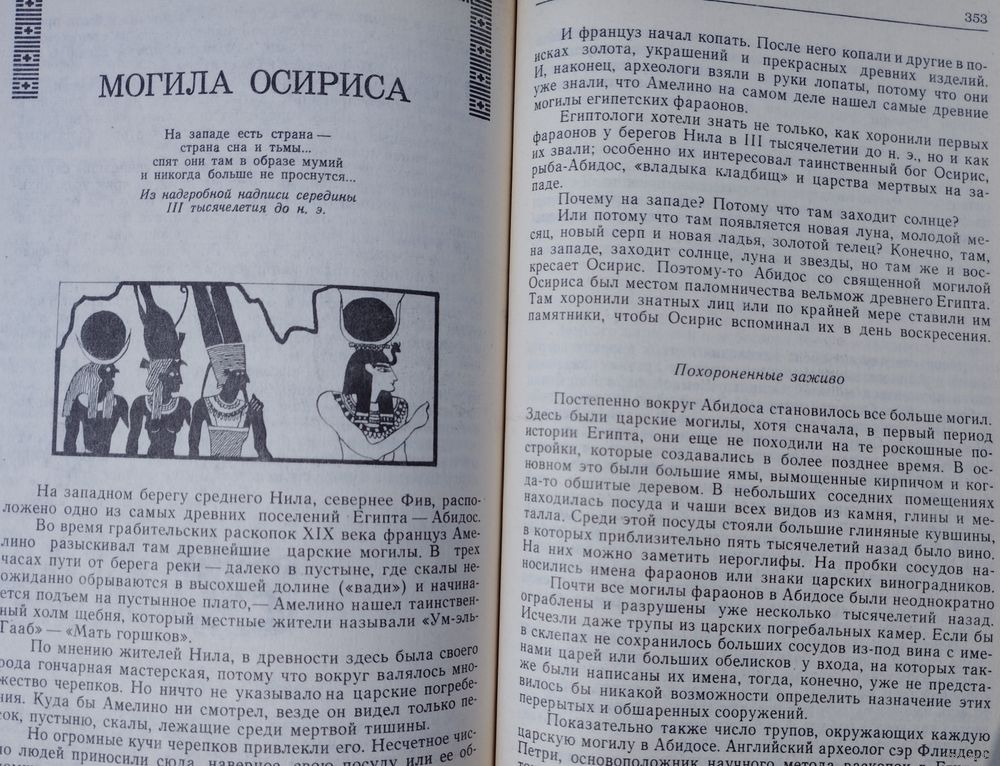 МОГИЛА ОСИРИСА
На западе есть страна —
страна сна и тьмы...
спят они там в образе мумий
и никогда больше не проснутся...
Из надгробной надписи середины
III тысячелетия до н. э.
На западном берегу среднего Нила, севернее Фив, распо-
ложено одно из самых древних поселений Египта — Абидос.
Во время грабительских раскопок XIX века француз Аме-
лино разыскивал там древнейшие царские могилы. В трех
часах пути от берега реки — далеко в пустыне, где скалы не-
ожиданно обрываются в высохшей долине («вади») и начина-
ется подъем на пустынное плато,— Амелино нашел таинствен-
ный холм щебня, который местные жители называли «Ум-эль-
Гааб» — «Мать горшков».
По мнению жителей Нила, в древности здесь была своего
рода гончарная мастерская, потому что вокруг валялось мно-
жество черепков. Но ничто не указывало на царские погребе-
ния. Куда бы Амелино ни смотрел, везде он видел только пе-
сок, пустыню, скалы, лежащие среди мертвой тишины.
Но огромные кучи черепков привлекли его. Несчетное чис-
ло людей приносили сюда, наверное, свою посуду или ее об-
353
И француз начал копать. После него копали и другие в по-
исках золота, украшений и прекрасных древних изделий.
И, наконец, археологи взяли в руки лопаты, потому что они
уже знали, что Амелино на самом деле нашел самые древние
могилы египетских фараонов.
Египтологи хотели знать не только, как хоронили первых
фараонов у берегов Нила в III тысячелетии до н. э., но и как
их звали; особенно их интересовал таинственный бог Осирис,
рыба-Абидос, «владыка кладбищ» и царства мертвых на за-
паде.
Почему на западе? Потому что там заходит солнце?
Или потому что там появляется новая луна, молодой ме-
сяц, новый серп и новая ладья, золотой телец? Конечно, там,
на западе, заходит солнце, луна и звезды, но там же и вос-
кресает Осирис. Поэтому-то Абидос со священной могилой
Осириса был местом паломничества вельмож древнего Египта.
Там хоронили знатных лиц или по крайней мере ставили им
памятники, чтобы Осирис вспоминал их в день воскресения.
Похороненные заживо
Постепенно вокруг Абидоса становилось все больше могил.
Здесь были царские могилы, хотя сначала, в первый период
истории Египта, они еще не походили на те роскошные по-
стройки, которые создавались в более позднее время. В ос-
новном это были большие ямы, вымощенные кирпичом и ког-
да-то обшитые деревом. В небольших соседних помещениях
находилась посуда и чаши всех видов из камня, глины и ме-
талла. Среди этой посуды стояли большие глиняные кувшины,
в которых приблизительно пять тысячелетий назад было вино.
На них можно заметить иероглифы. На пробки сосудов на-
носились имена фараонов или знаки царских виноградников.
Почти все могилы фараонов в Абидосе были неоднократно
ограблены и разрушены уже несколько тысячелетий назад.
Исчезли даже трупы из царских погребальных камер. Если бы
в склепах не сохранилось больших сосудов из-под вина с име-
нами царей или больших обелисков у входа, на которых так-
же были написаны их имена, тогда, конечно, уже не предста-
вилось бы никакой возможности определить назначение этих
перерытых и обшаренных сооружений.
Показательно также число трупов, окружающих каждую
царскую могилу в Абидосе. Английский археолог сэр Флиндерс
Петри, основоположник научного метода раскопок в Египте